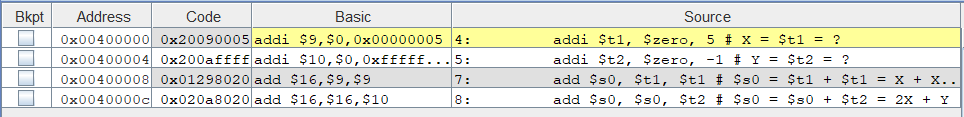 Bkpt Address Code Basic Source
0x00400000 0x20090005 addi $9,$0,0x00000005 4: addi $t1, $zero, 5 # X = $t1 = ?
0x00400004 0x200affff addi $10,$0,0xfffff... 5: addi $t2, $zero, -1 # Y = $t2 = ?
0x00400008 0x01298020 add $16,$9,$9 7: add $s0, $t1, $t1 # $s0 = $t1 + $t1 = X + X..
0x0040000c 0x020a8020 add $16,$16,$10 8: add $s0, $s0, $t2 # $s0 = $s0 + $t2 = 2X + Y